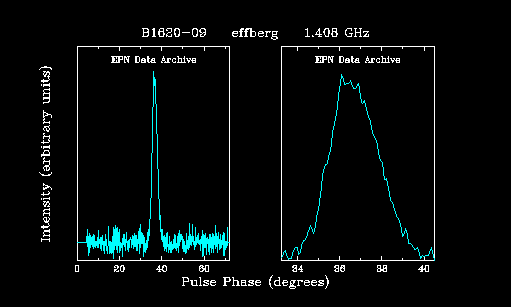 B1620-09 effberg 1.408 GHz
EPN Data Archive EPN Data Archive
Intensity (arbitrary units)
0 20 40 60 34 36 38 40
Pulse Phase (degrees)